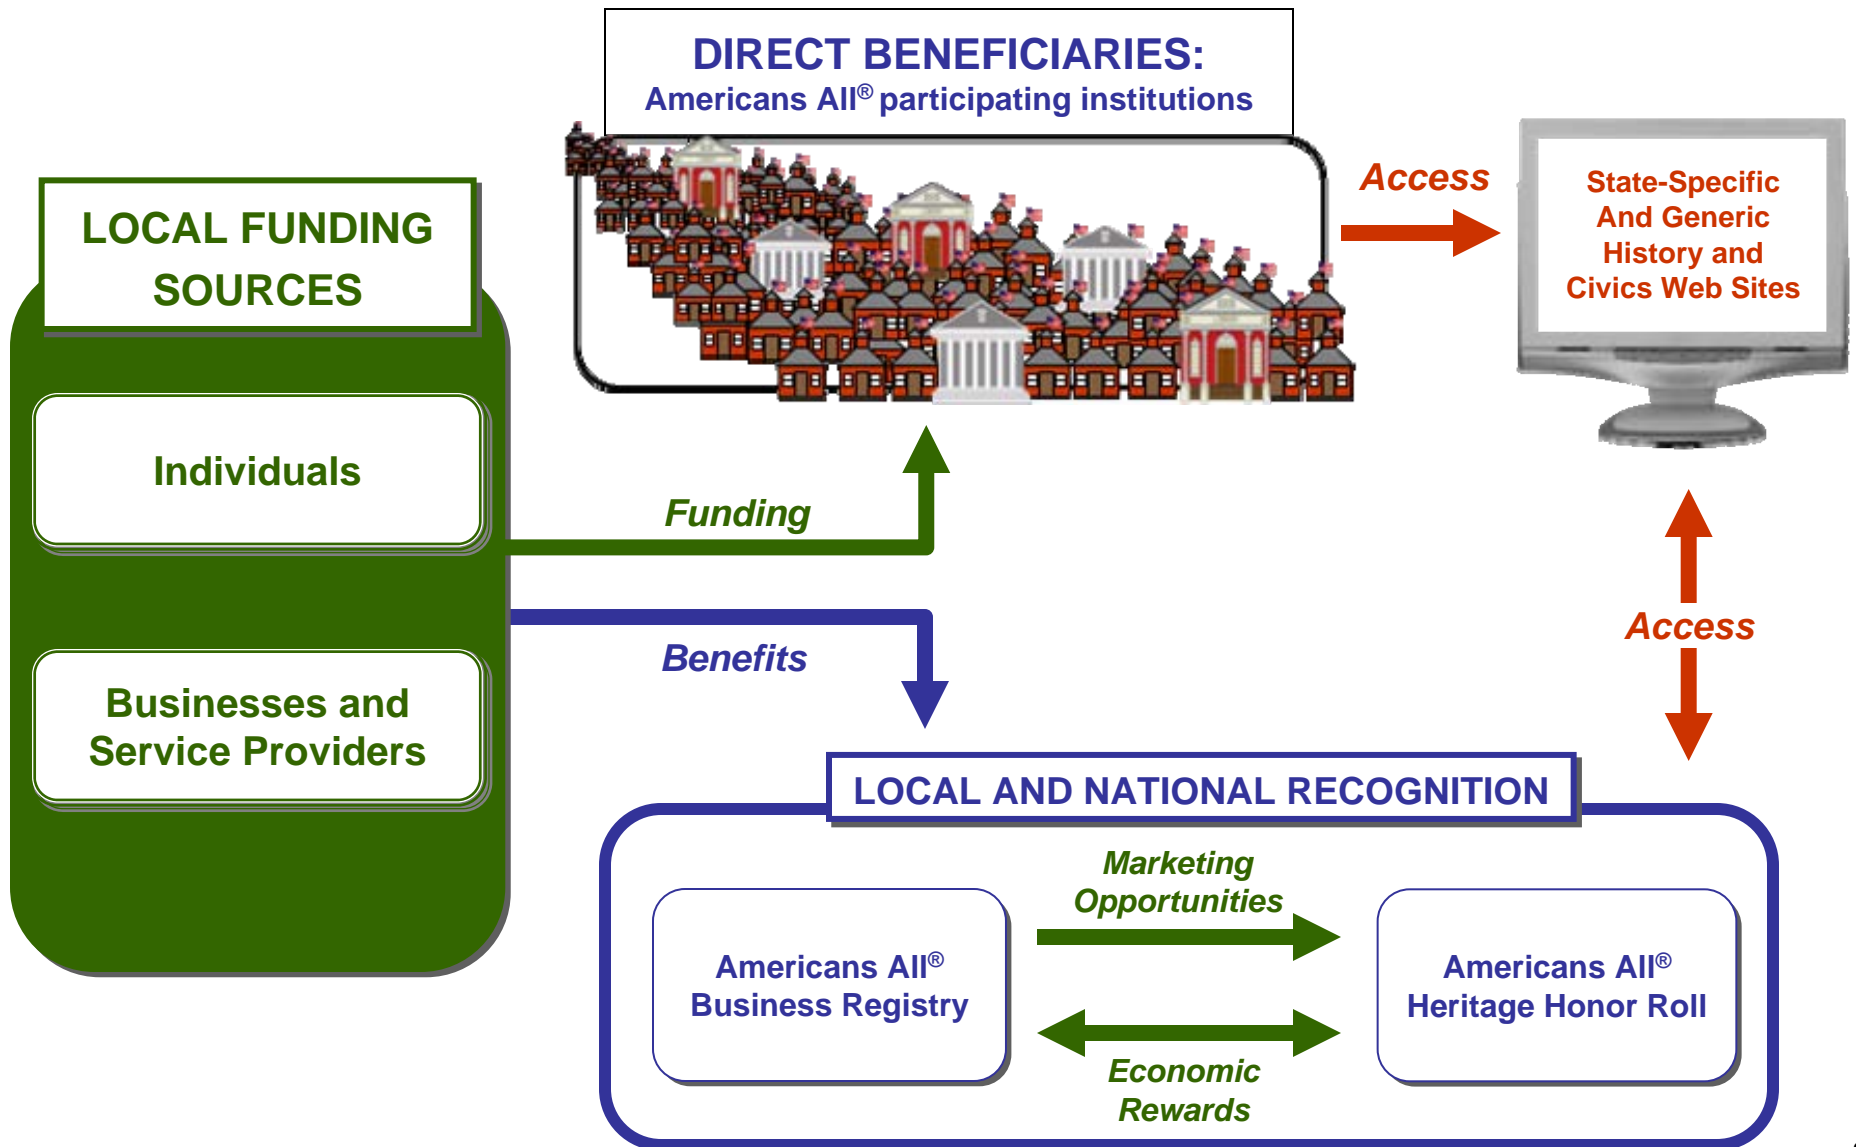 DIRECT BENEFICIARIES:
Americans All® participating institutions
LOCAL FUNDING
SOURCES
Individuals
Businesses and
Service Providers
Funding
Benefits
Access
State-Specific
And Generic
History and
Civics Web Sites
Access
LOCAL AND NATIONAL RECOGNITION
Marketing
Opportunities
Americans All®
Business Registry
Americans All®
Heritage Honor Roll
Economic
Rewards